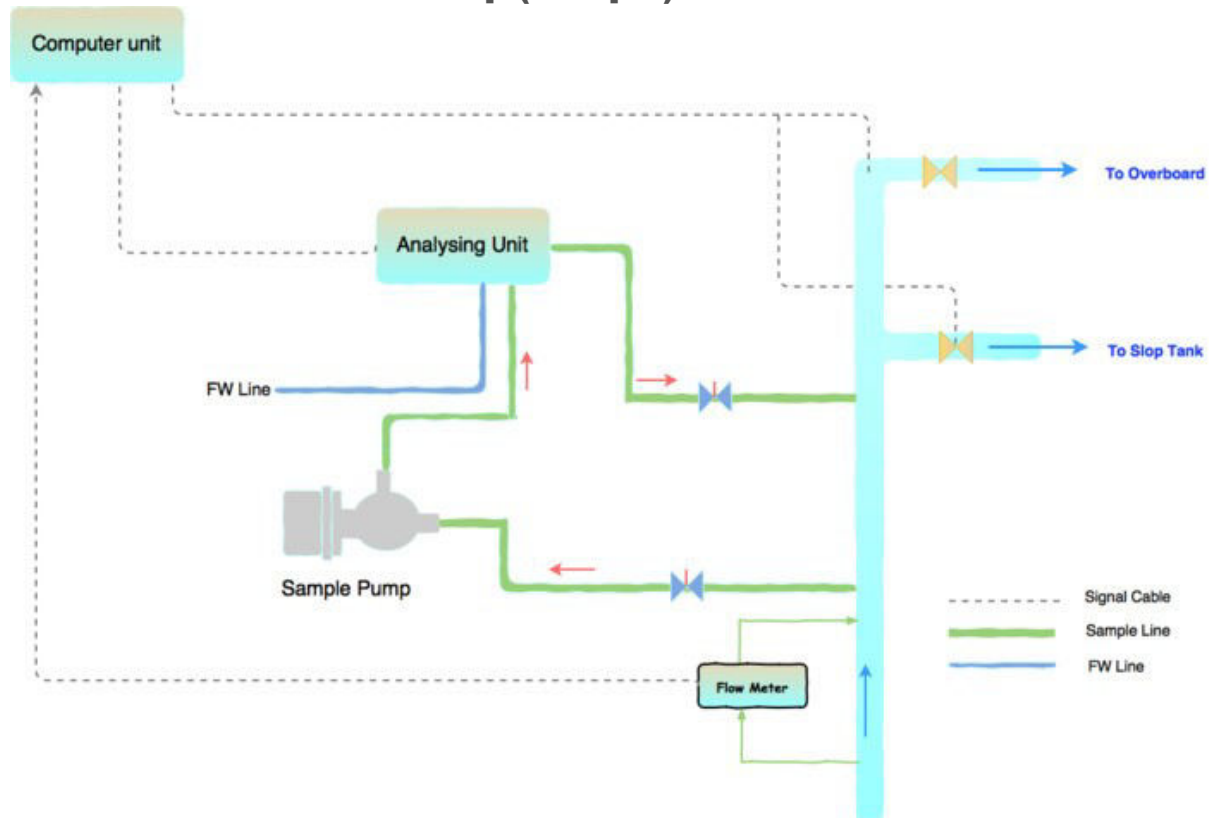 Computer unit
To Overboard
Analysing Unit
To Slop Tank
FW Line
Sample Pump
Signal Cable
Sample Line
FW Line
Flow Meter